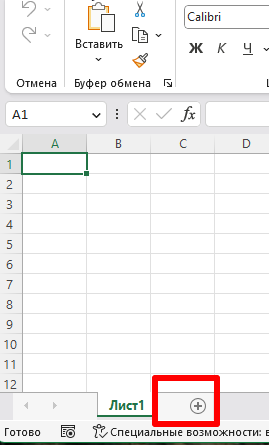 Вставить
Calibri
Ж К Ч
Отмена
Буфер обмена
A1
fx
A B C D
1
2
3
4
5
6
7
8
9
10
11
12
Лист1
Готово
Специальные возможности: в